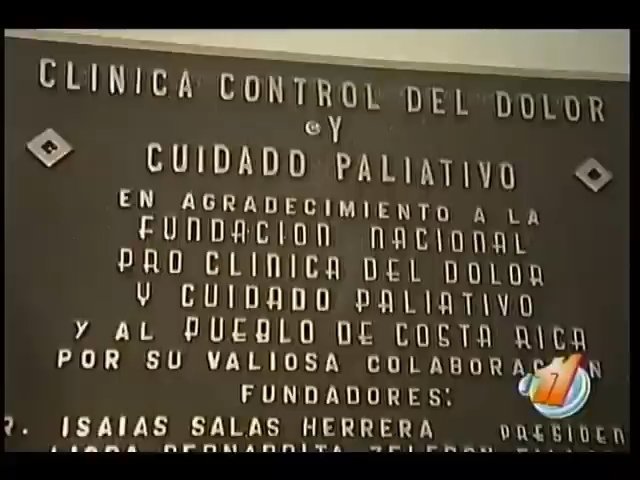 CLINICA CONTROL DEL DOLOR
Y
CUIDADO PALIATIVO
EN AGRADECIMIENTO A LA
FUNDACION NACIONAL
PRO CLINICA DEL DOLOR
Y CUIDADO PALIATIVO
Y AL PUEBLO DE COSTA RICA
POR SU VALIOSA COLABORACION
FUNDADORES:
R. ISAIAS SALAS HERRERA PRESIDEN